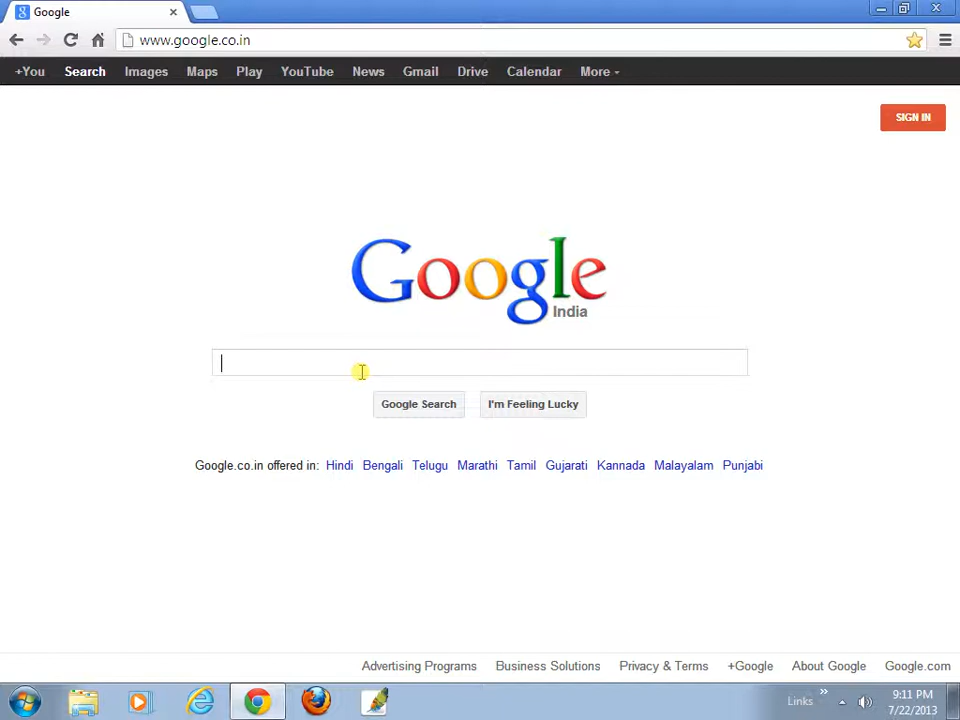 Google
www.google.co.in
+You Search Images Maps Play YouTube News Gmail Drive Calendar More
SIGN IN
Google
India
Google Search I'm Feeling Lucky
Google.co.in offered in: Hindi Bengali Telugu Marathi Tamil Gujarati Kannada Malayalam Punjabi
Advertising Programs Business Solutions Privacy & Terms +Google About Google Google.com
Links
9:11 PM
7/22/2013